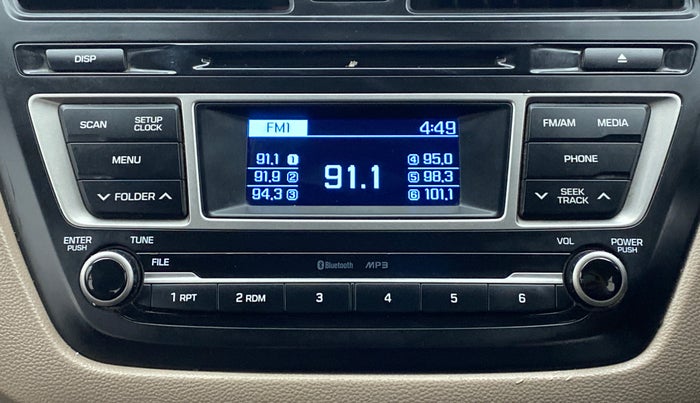 DISP
SCAN
SETUP CLOCK
MENU
FOLDER
FM1
4:49
91.1 1
91.9 2
94.3 3
91.1
4 95.0
5 98.3
6 101.1
FM/AM
MEDIA
PHONE
SEEK TRACK
ENTER
PUSH
TUNE
FILE
Bluetooth
MP3
VOL
POWER
PUSH
1 RPT
2 RDM
3
4
5
6